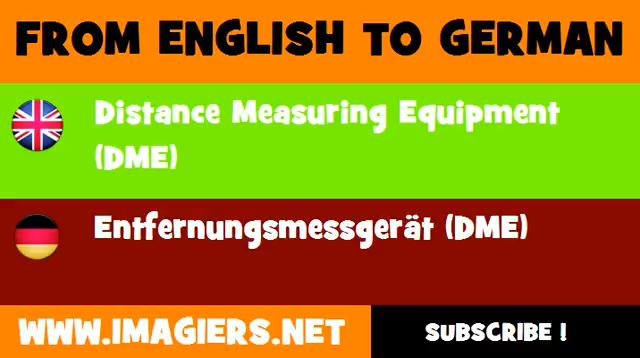 FROM ENGLISH TO GERMAN
Distance Measuring Equipment
(DME)
Entfernungsmessgerät (DME)
WWW.IMAGIERS.NET
SUBSCRIBE !